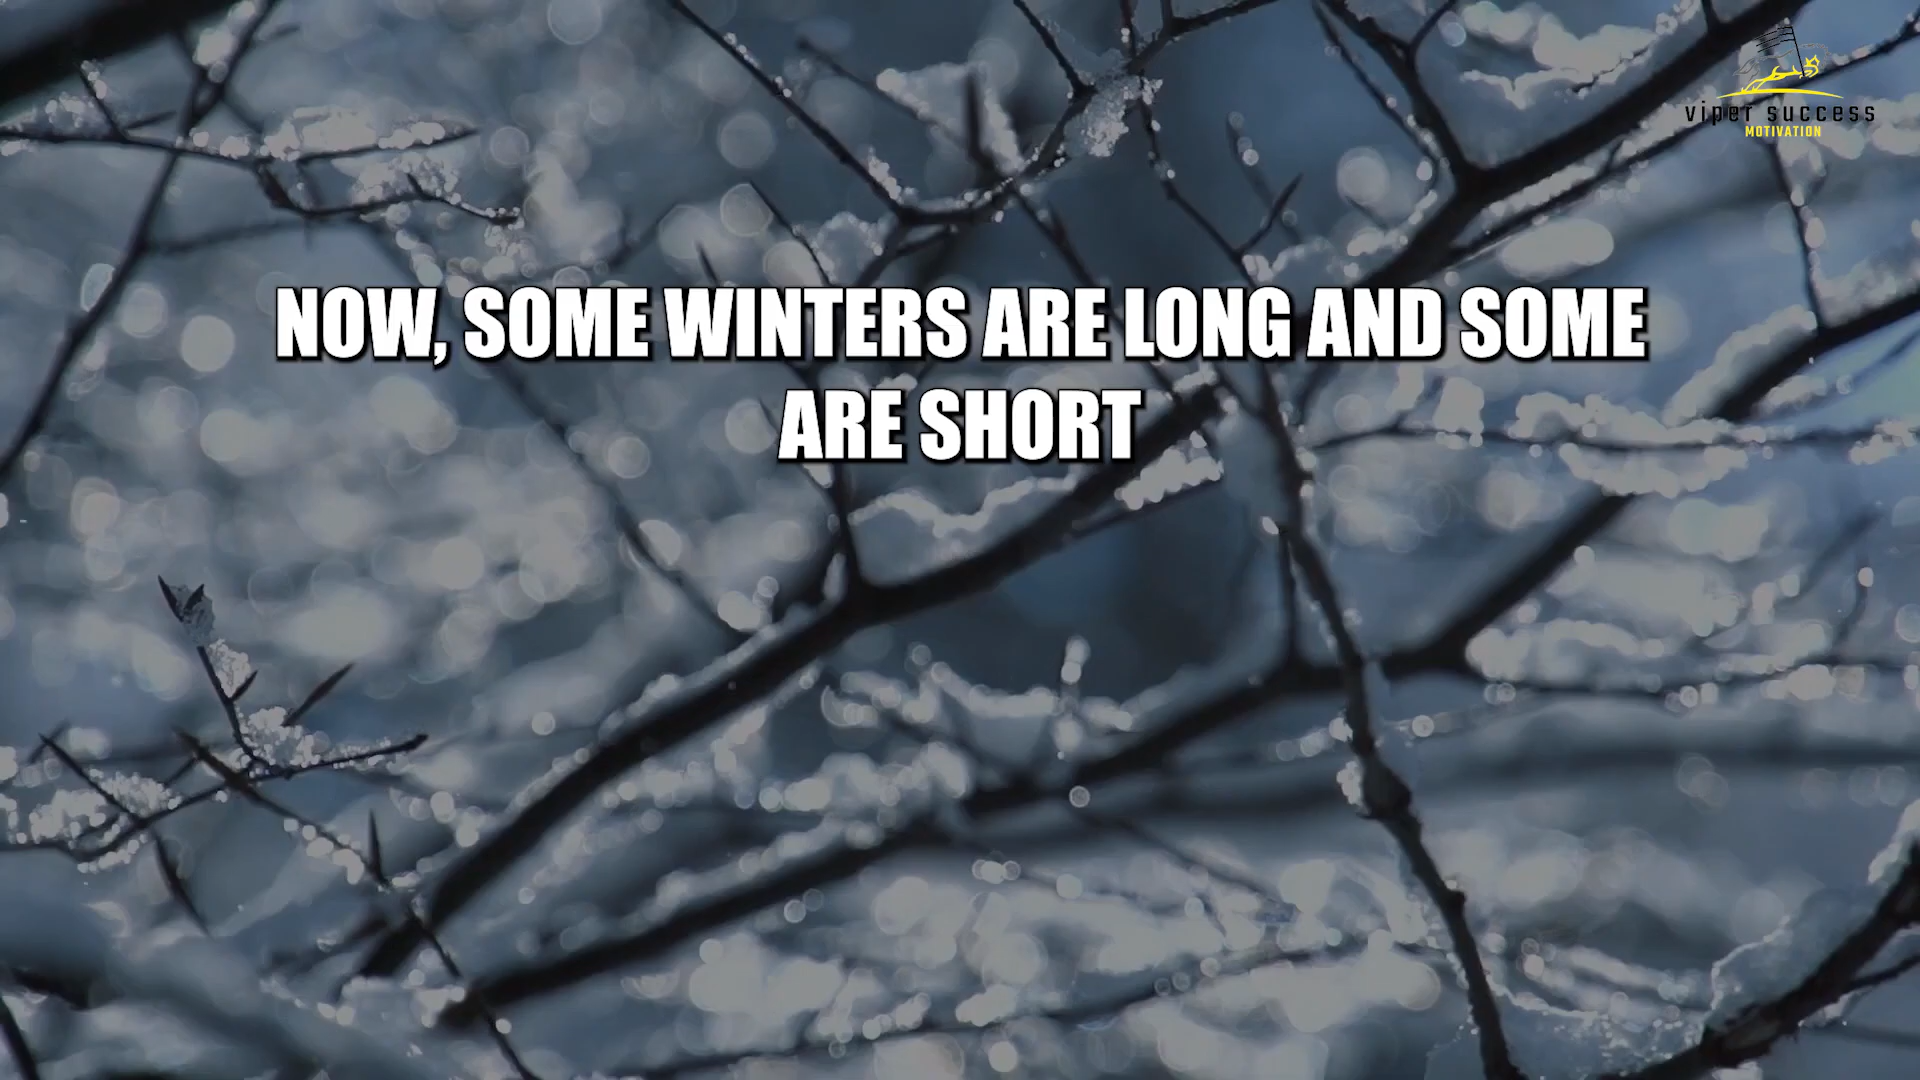 viper success
MOTIVATION
NOW, SOME WINTERS ARE LONG AND SOME
ARE SHORT